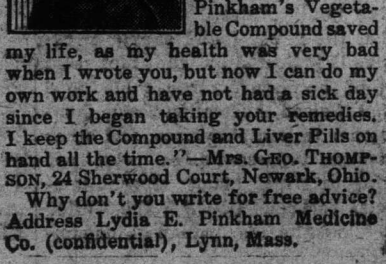 Pinkham's Vegeta-
ble Compound saved
my life, as my health was very bad
when I wrote you, but now I can do my
own work and have not had a sick day
since I began taking your remedies.
I keep the Compound and Liver Pills on
hand all the time."—MRS. GEO. THOMP-
SON, 24 Sherwood Court, Newark, Ohio.
Why don't you write for free advice?
Address Lydia E. Pinkham Medicine
Co. (confidential), Lynn, Mass.